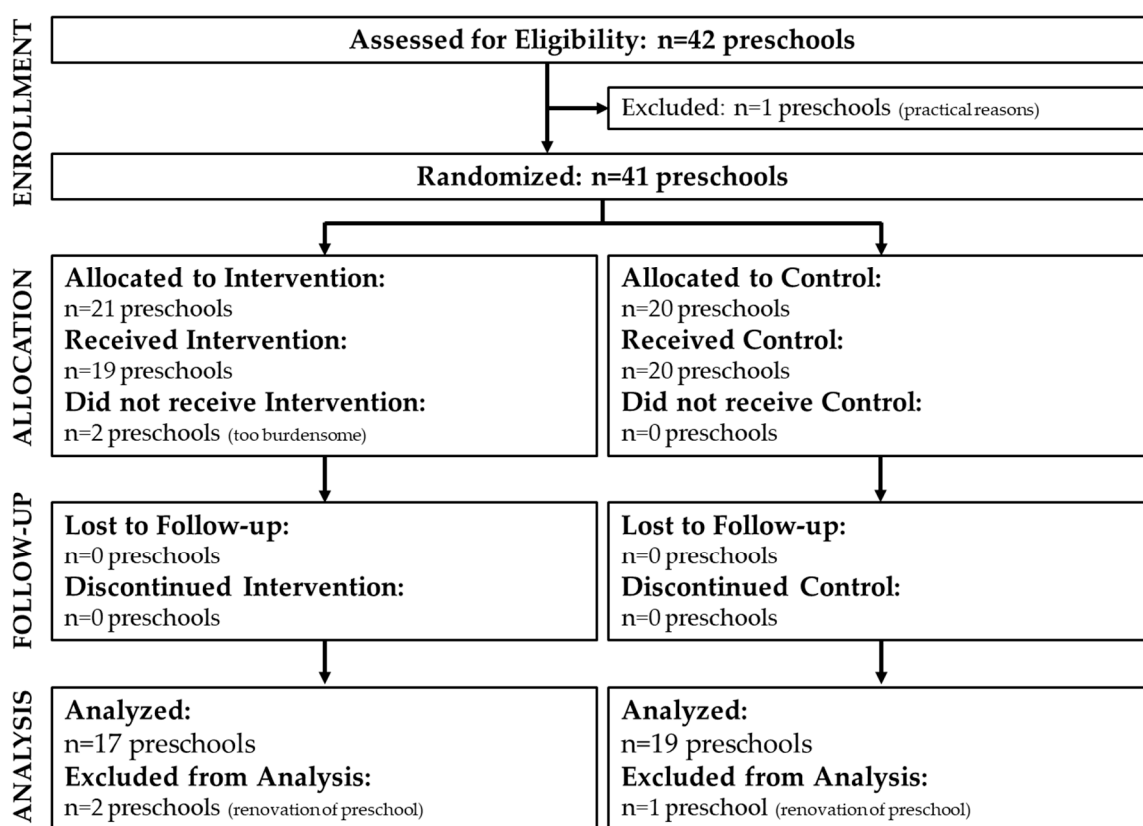 ENROLLMENT
Assessed for Eligibility: n=42 preschools
Excluded: n=1 preschools (practical reasons)
Randomized: n=41 preschools
ALLOCATION
Allocated to Intervention:
n=21 preschools
Received Intervention:
n=19 preschools
Did not receive Intervention:
n=2 preschools (too burdensome)
Allocated to Control:
n=20 preschools
Received Control:
n=20 preschools
Did not receive Control:
n=0 preschools
FOLLOW-UP
Lost to Follow-up:
n=0 preschools
Discontinued Intervention:
n=0 preschools
Lost to Follow-up:
n=0 preschools
Discontinued Control:
n=0 preschools
ANALYSIS
Analyzed:
n=17 preschools
Excluded from Analysis:
n=2 preschools (renovation of preschool)
Analyzed:
n=19 preschools
Excluded from Analysis:
n=1 preschool (renovation of preschool)